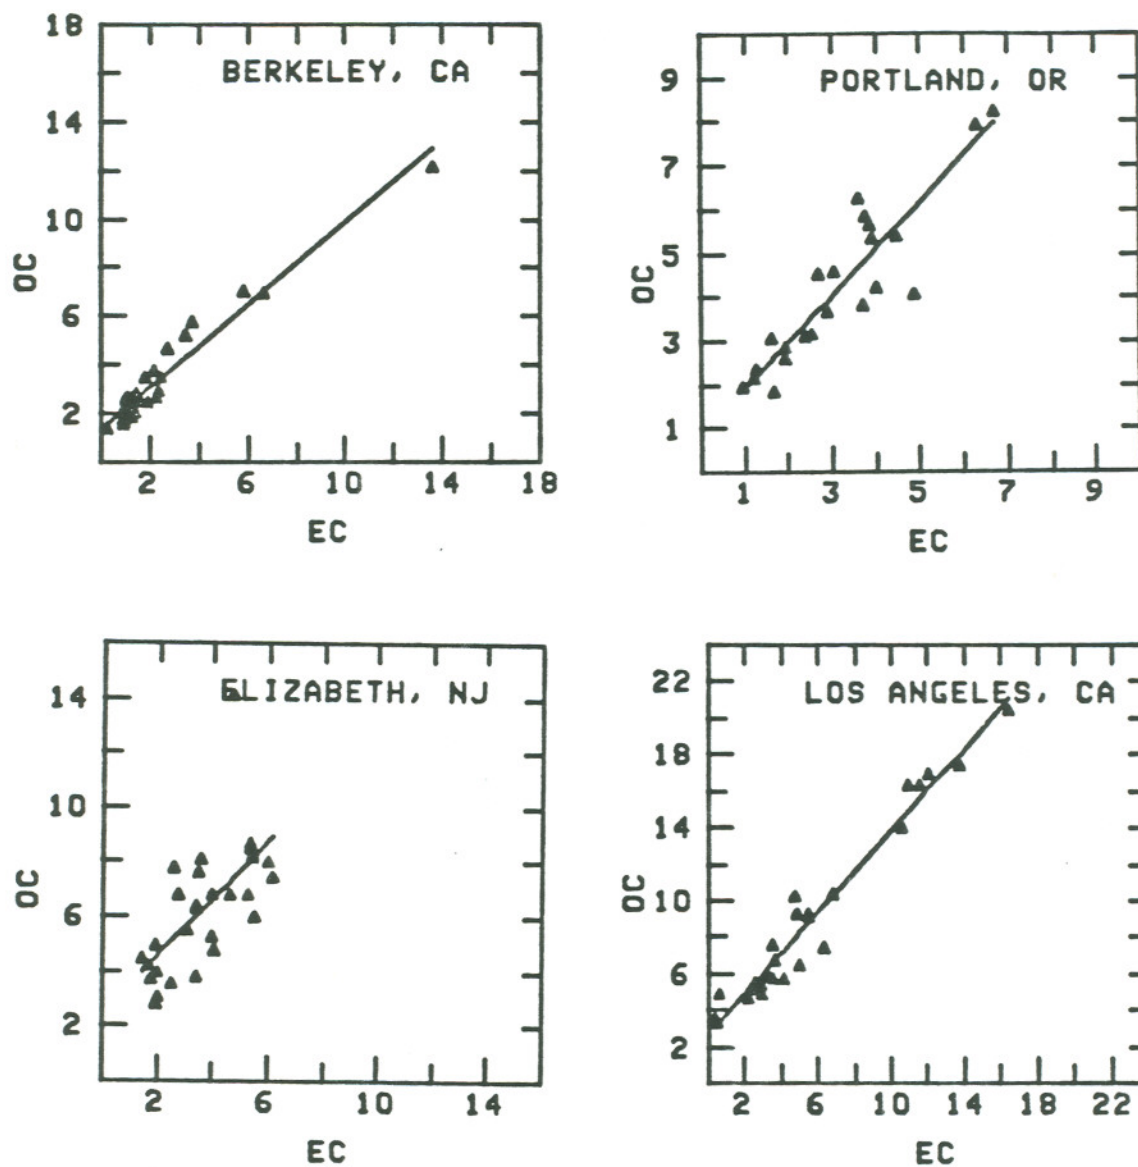 BERKELEY, CA
18
14
10
6
2
OC
2 6 10 14 18
EC
PORTLAND, OR
9
7
5
3
1
OC
1 3 5 7 9
EC
ELIZABETH, NJ
14
10
6
2
OC
2 6 10 14
EC
LOS ANGELES, CA
22
18
14
10
6
2
OC
2 6 10 14 18 22
EC